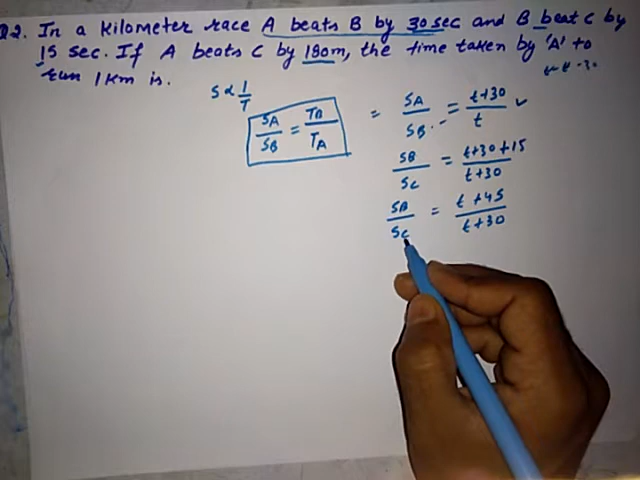 Q2. In a kilometer race A beats B by 30 sec and B beat C by
15 sec. If A beats C by 180m, the time taken by 'A' to
run 1km is.
S ∝ 1/T
SA/SB = TB/TA
= SA/SB = t+30/t ✓
SB/Sc = t+30+15/t+30
SB/Sc = t+45/t+30